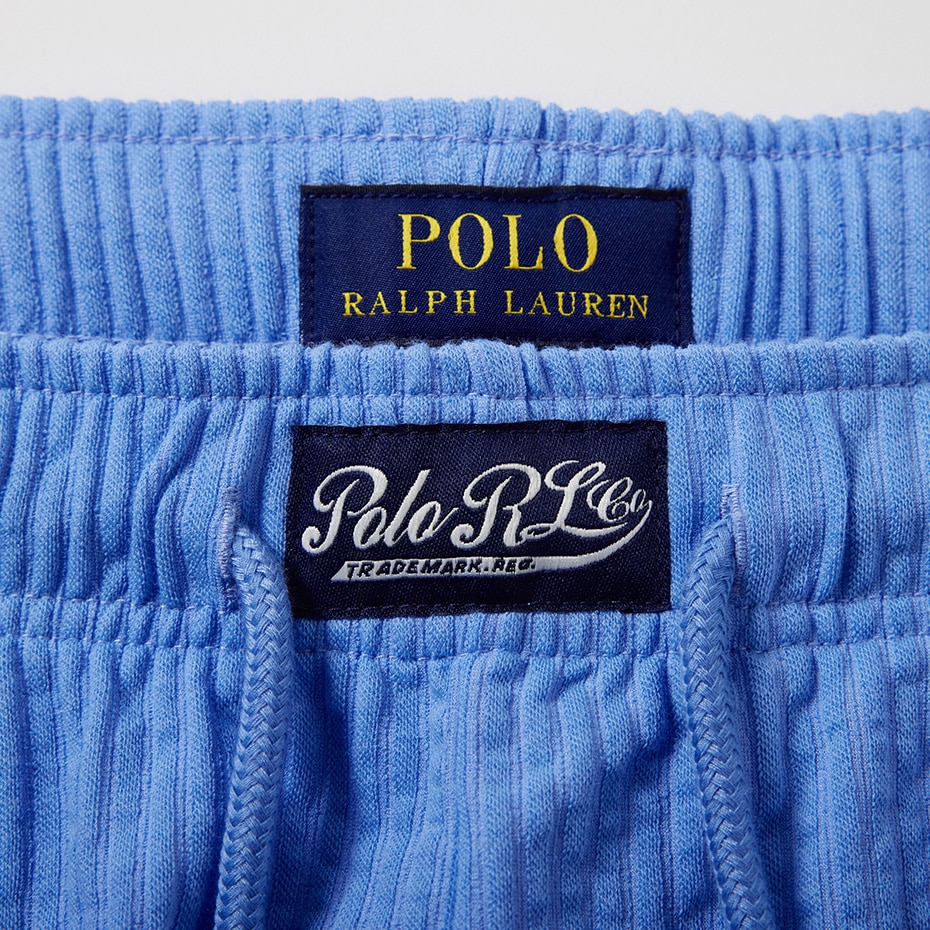 POLO
RALPH LAUREN
Polo RL Co.
TRADEMARK.REG.